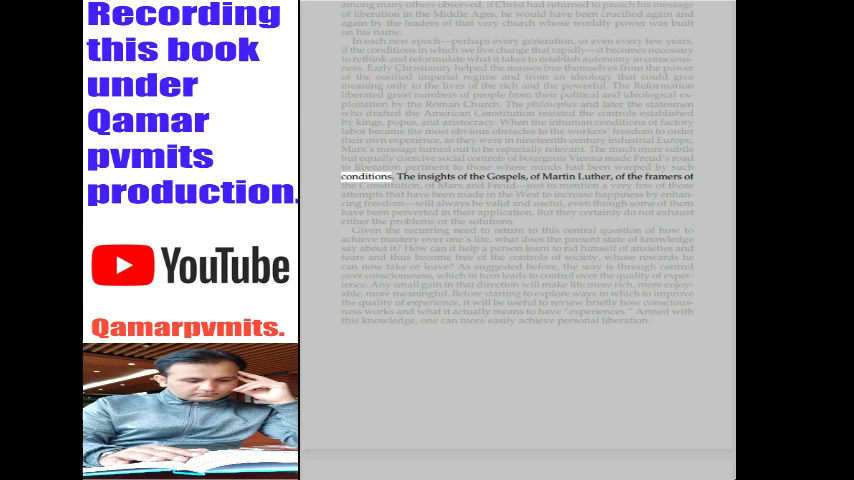 Recording
this book
under
Qamar
pvmits
production.
YouTube
Qamarpvmits.
among many others observed, if Christ had returned to preach his message
of liberation in the Middle Ages, he would have been crucified again and
again by the leaders of that very church whose worldly power was built
on his name.
In each new epoch—perhaps every generation, or even every few years,
if the conditions in which we live change that rapidly—it becomes necessary
to rethink and reformulate what it takes to establish autonomy in conscious-
ness. Early Christianity helped the masses free themselves from the power
of the ossified imperial regime and from an ideology that could give
meaning only to the lives of the rich and the powerful. The Reformation
liberated great numbers of people from their political and ideological ex-
ploitation by the Roman Church. The philosophes and later the statesmen
who drafted the American Constitution resisted the controls established
by kings, popes, and aristocracy. When the inhuman conditions of factory
labor became the most obvious obstacles to the workers' freedom to order
their own experience, as they were in nineteenth-century industrial Europe,
Marx's message turned out to be especially relevant. The much more subtle
but equally coercive social controls of bourgeois Vienna made Freud's road
to liberation pertinent to those whose minds had been warped by such
conditions. The insights of the Gospels, of Martin Luther, of the framers of
the Constitution, of Marx and Freud—just to mention a very few of those
attempts that have been made in the West to increase happiness by enhan-
cing freedom—will always be valid and useful, even though some of them
have been perverted in their application. But they certainly do not exhaust
either the problems or the solutions.
Given the recurring need to return to this central question of how to
achieve mastery over one's life, what does the present state of knowledge
say about it? How can it help a person learn to rid himself of anxieties and
fears and thus become free of the controls of society, whose rewards he
can now take or leave? As suggested before, the way is through control
over consciousness, which in turn leads to control over the quality of exper-
ience. Any small gain in that direction will make life more rich, more enjoy-
able, more meaningful. Before starting to explore ways in which to improve
the quality of experience, it will be useful to review briefly how conscious-
ness works and what it actually means to have "experiences." Armed with
this knowledge, one can more easily achieve personal liberation.